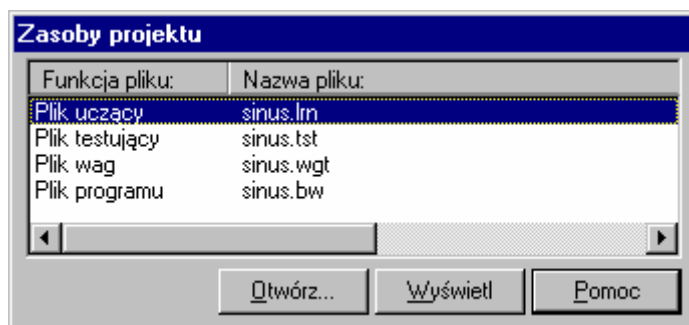 Zasoby projektu
Funkcja pliku: Nazwa pliku:
Plik uczący sinus.lrn
Plik testujący sinus.tst
Plik wag sinus.wgt
Plik programu sinus.bw
Otwórz... Wyświetl Pomoc